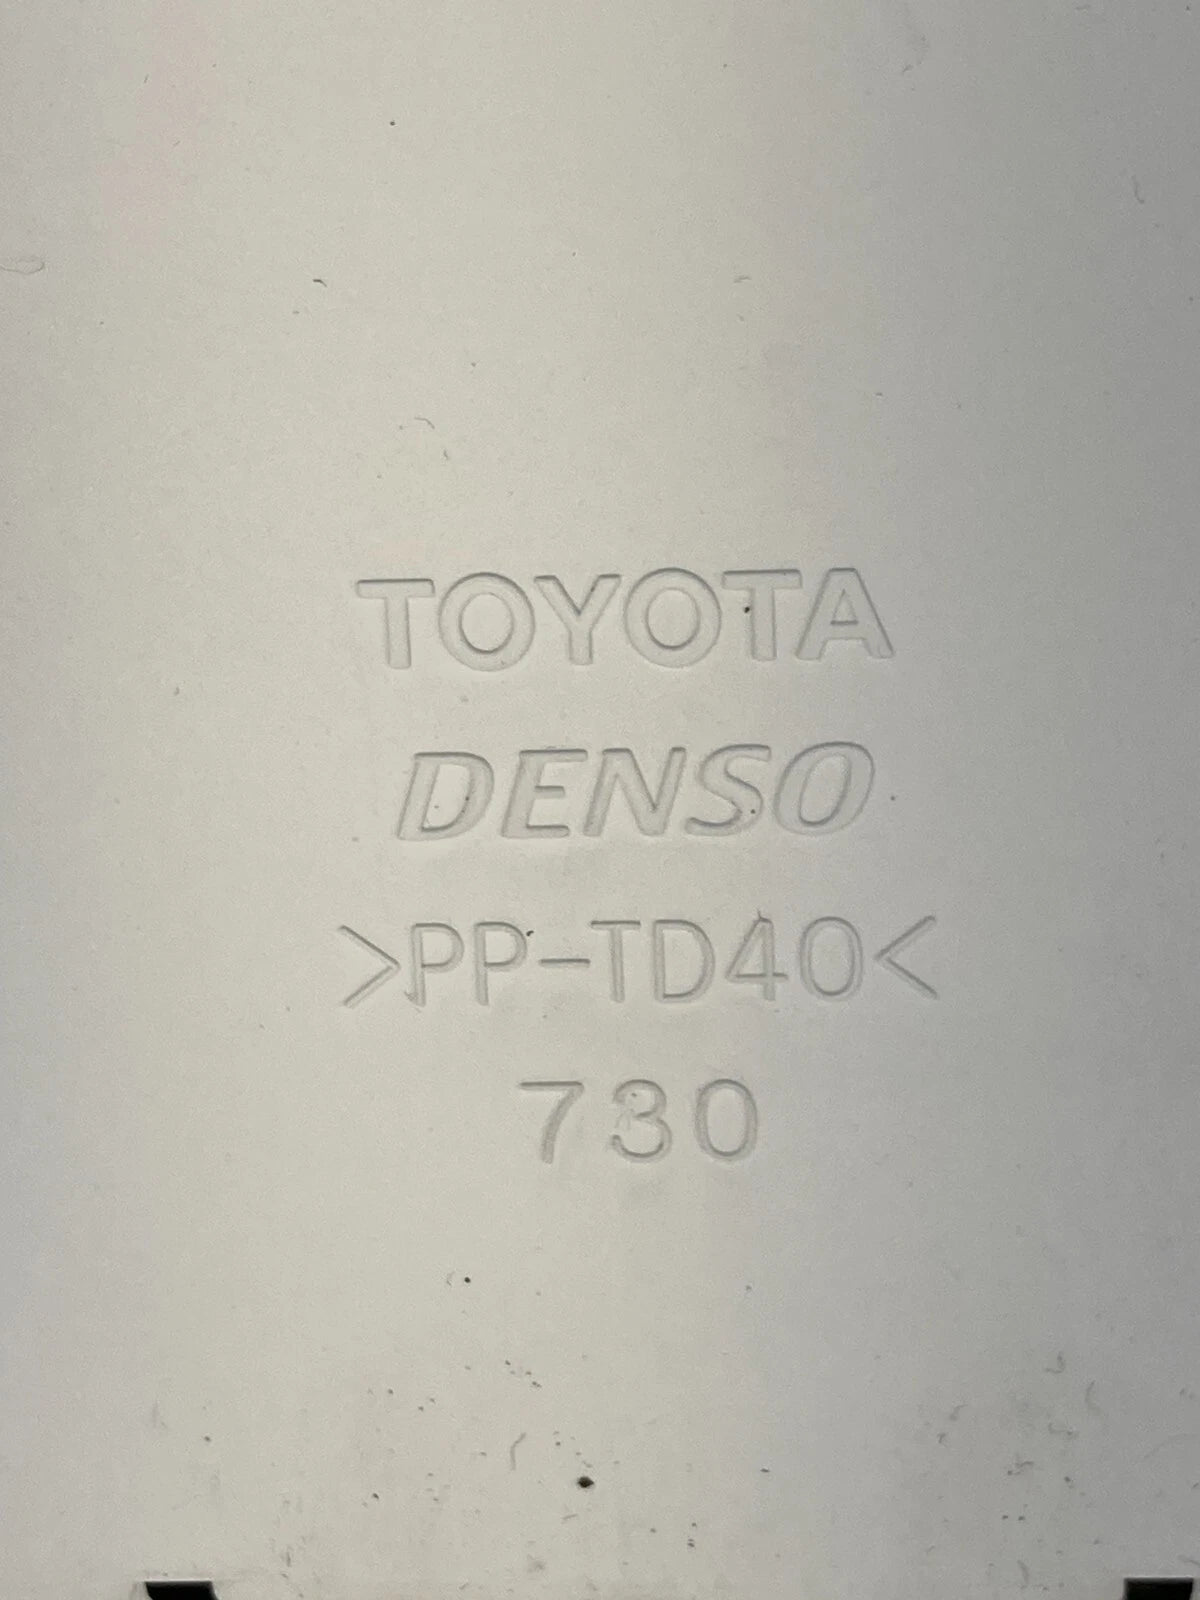 TOYOTA
DENSO
>PP-TD40<
730